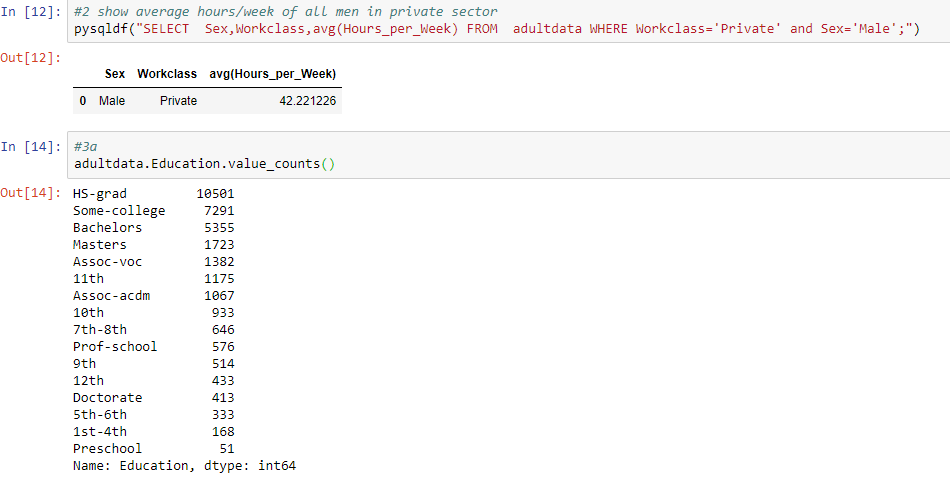 In [12]: #2 show average hours/week of all men in private sector
pysqldf("SELECT  Sex,Workclass,avg(Hours_per_Week) FROM  adultdata WHERE Workclass='Private' and Sex='Male';")
Out[12]:
Sex Workclass avg(Hours_per_Week)
0 Male Private 42.221226
In [14]: #3a
adultdata.Education.value_counts()
Out[14]: HS-grad 10501
Some-college 7291
Bachelors 5355
Masters 1723
Assoc-voc 1382
11th 1175
Assoc-acdm 1067
10th 933
7th-8th 646
Prof-school 576
9th 514
12th 433
Doctorate 413
5th-6th 333
1st-4th 168
Preschool 51
Name: Education, dtype: int64